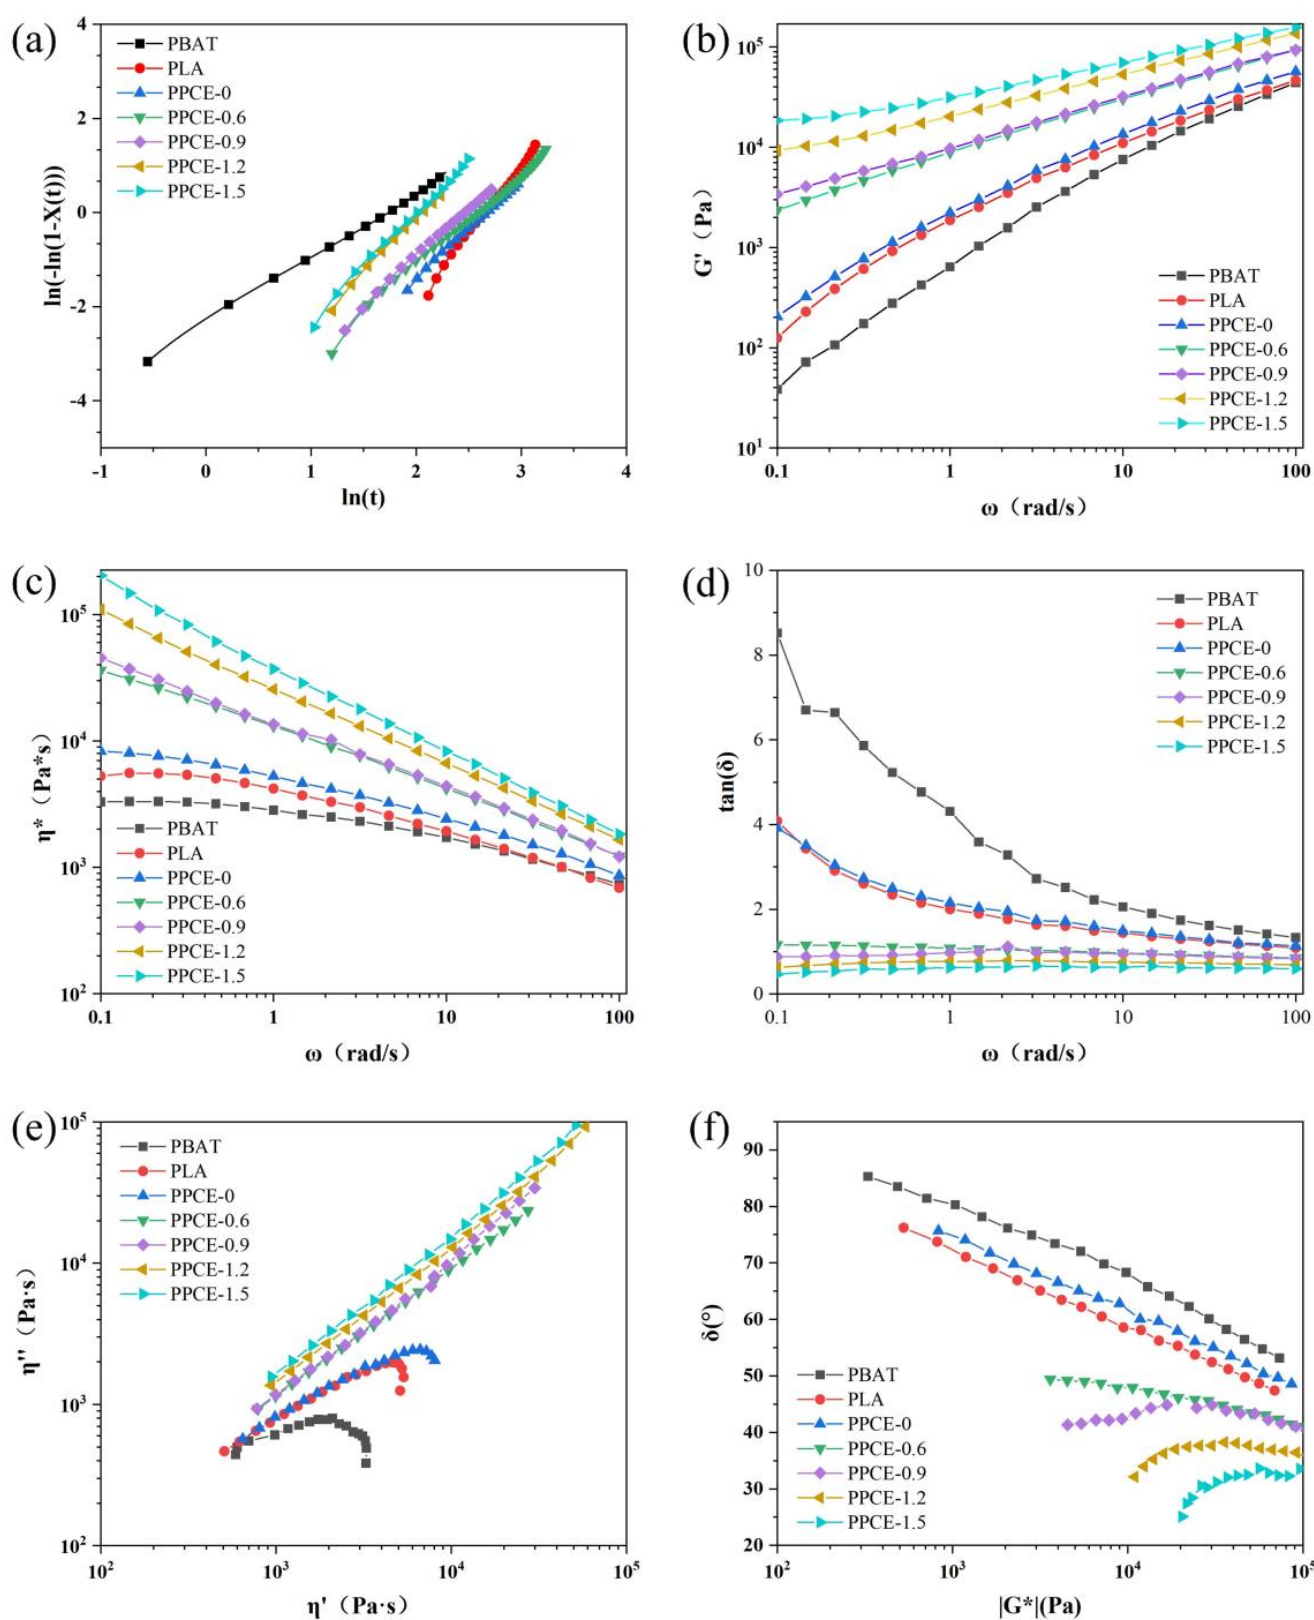 (a)
4
2
0
-2
-4
ln(-ln((1-X(t)))
PBAT
PLA
PPCE-0
PPCE-0.6
PPCE-0.9
PPCE-1.2
PPCE-1.5
-1 0 1 2 3 4
ln(t)
(b)
10⁵
10⁴
10³
10²
10¹
G'（Pa）
PBAT
PLA
PPCE-0
PPCE-0.6
PPCE-0.9
PPCE-1.2
PPCE-1.5
0.1 1 10 100
ω（rad/s）
(c)
10⁵
10⁴
10³
10²
η*（Pa*s）
PBAT
PLA
PPCE-0
PPCE-0.6
PPCE-0.9
PPCE-1.2
PPCE-1.5
0.1 1 10 100
ω（rad/s）
(d)
10
8
6
4
2
0
tan(δ)
PBAT
PLA
PPCE-0
PPCE-0.6
PPCE-0.9
PPCE-1.2
PPCE-1.5
0.1 1 10 100
ω（rad/s）
(e)
10⁵
10⁴
10³
10²
η''（Pa·s）
PBAT
PLA
PPCE-0
PPCE-0.6
PPCE-0.9
PPCE-1.2
PPCE-1.5
10² 10³ 10⁴ 10⁵
η'（Pa·s）
(f)
90
80
70
60
50
40
30
20
δ(°)
PBAT
PLA
PPCE-0
PPCE-0.6
PPCE-0.9
PPCE-1.2
PPCE-1.5
10² 10³ 10⁴ 10⁵
|G*|(Pa)